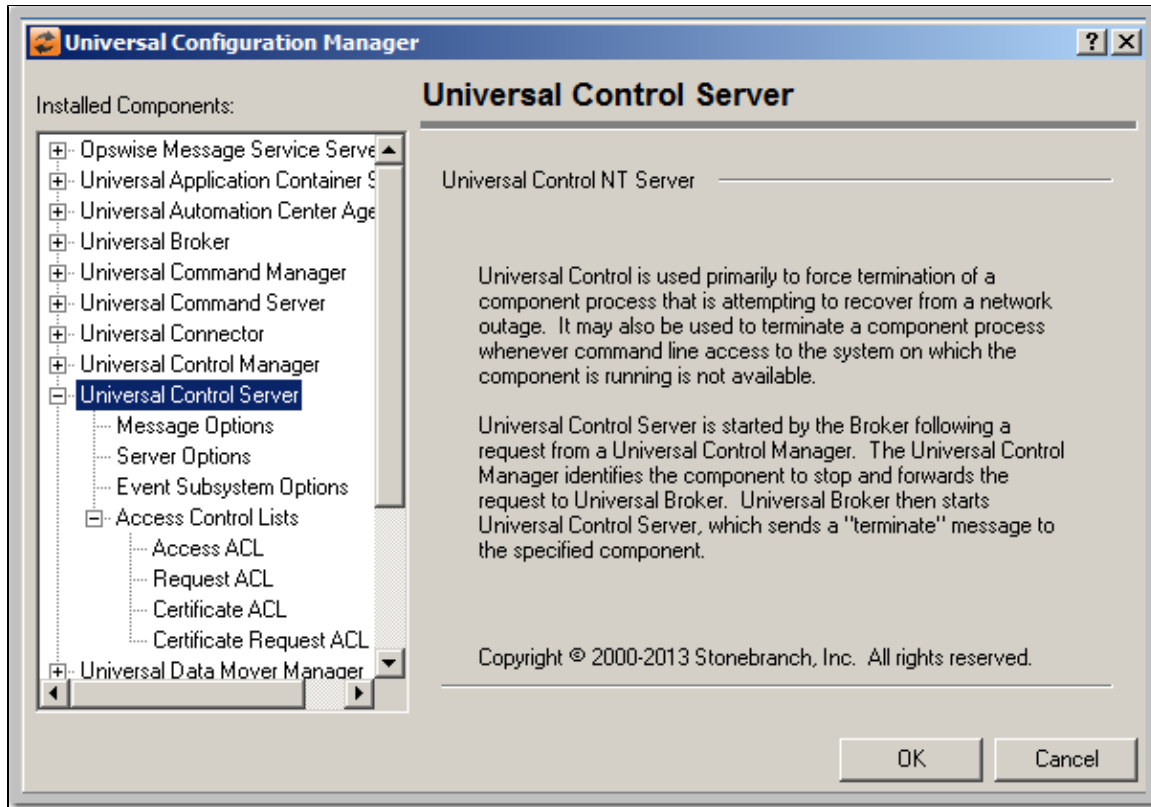 Universal Configuration Manager
Installed Components:
Opswise Message Service Serve
Universal Application Container S
Universal Automation Center Age
Universal Broker
Universal Command Manager
Universal Command Server
Universal Connector
Universal Control Manager
Universal Control Server
Message Options
Server Options
Event Subsystem Options
Access Control Lists
Access ACL
Request ACL
Certificate ACL
Certificate Request ACL
Universal Data Mover Manager
Universal Control Server
Universal Control NT Server
Universal Control is used primarily to force termination of a
component process that is attempting to recover from a network
outage. It may also be used to terminate a component process
whenever command line access to the system on which the
component is running is not available.
Universal Control Server is started by the Broker following a
request from a Universal Control Manager. The Universal Control
Manager identifies the component to stop and forwards the
request to Universal Broker. Universal Broker then starts
Universal Control Server, which sends a "terminate" message to
the specified component.
Copyright © 2000-2013 Stonebranch, Inc. All rights reserved.
OK
Cancel